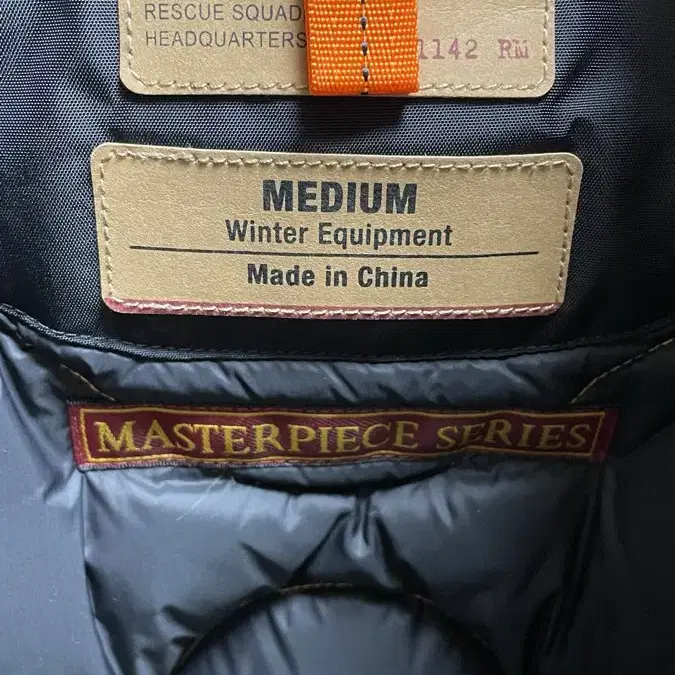 RESCUE SQUAD
HEADQUARTERS 1142 RM
MEDIUM
Winter Equipment
Made in China
MASTERPIECE SERIES